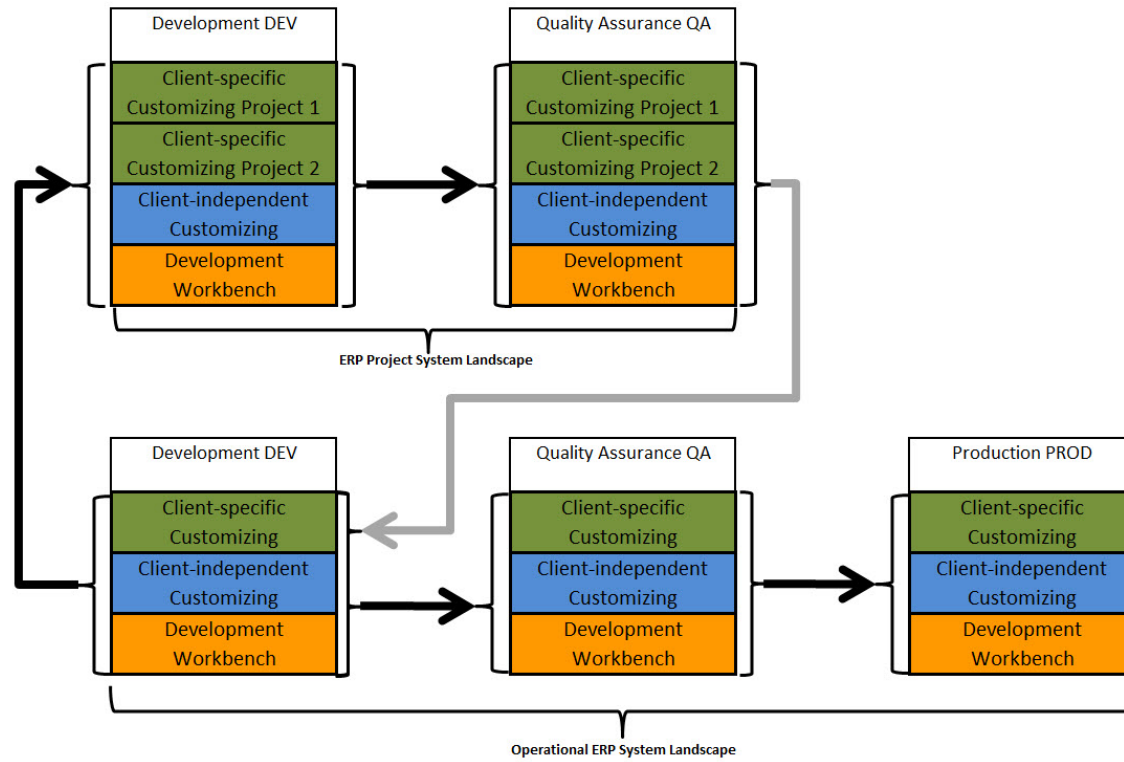 Development DEV
Client-specific
Customizing Project 1
Client-specific
Customizing Project 2
Client-independent
Customizing
Development
Workbench
Quality Assurance QA
Client-specific
Customizing Project 1
Client-specific
Customizing Project 2
Client-independent
Customizing
Development
Workbench
ERP Project System Landscape
Development DEV
Client-specific
Customizing
Client-independent
Customizing
Development
Workbench
Quality Assurance QA
Client-specific
Customizing
Client-independent
Customizing
Development
Workbench
Production PROD
Client-specific
Customizing
Client-independent
Customizing
Development
Workbench
Operational ERP System Landscape